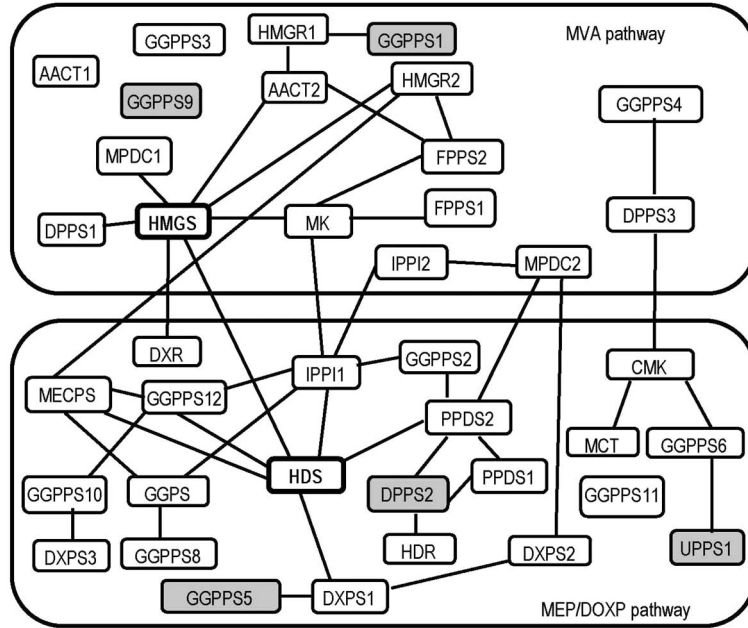 HMGR1
GGPPS3
GGPPS1
MVA pathway
AACT1
AACT2
HMGR2
GGPPS9
GGPPS4
MPDC1
FPPS2
DPPS1
HMGS
MK
FPPS1
DPPS3
IPPI2
MPDC2
DXR
GGPPS2
CMK
MECPS
GGPPS12
IPPI1
PPDS2
MCT
GGPPS6
HDS
PPDS1
GGPPS10
GGPS
DPPS2
GGPPS11
DXPS3
GGPPS8
HDR
DXPS2
UPPS1
GGPPS5
DXPS1
MEP/DOXP pathway